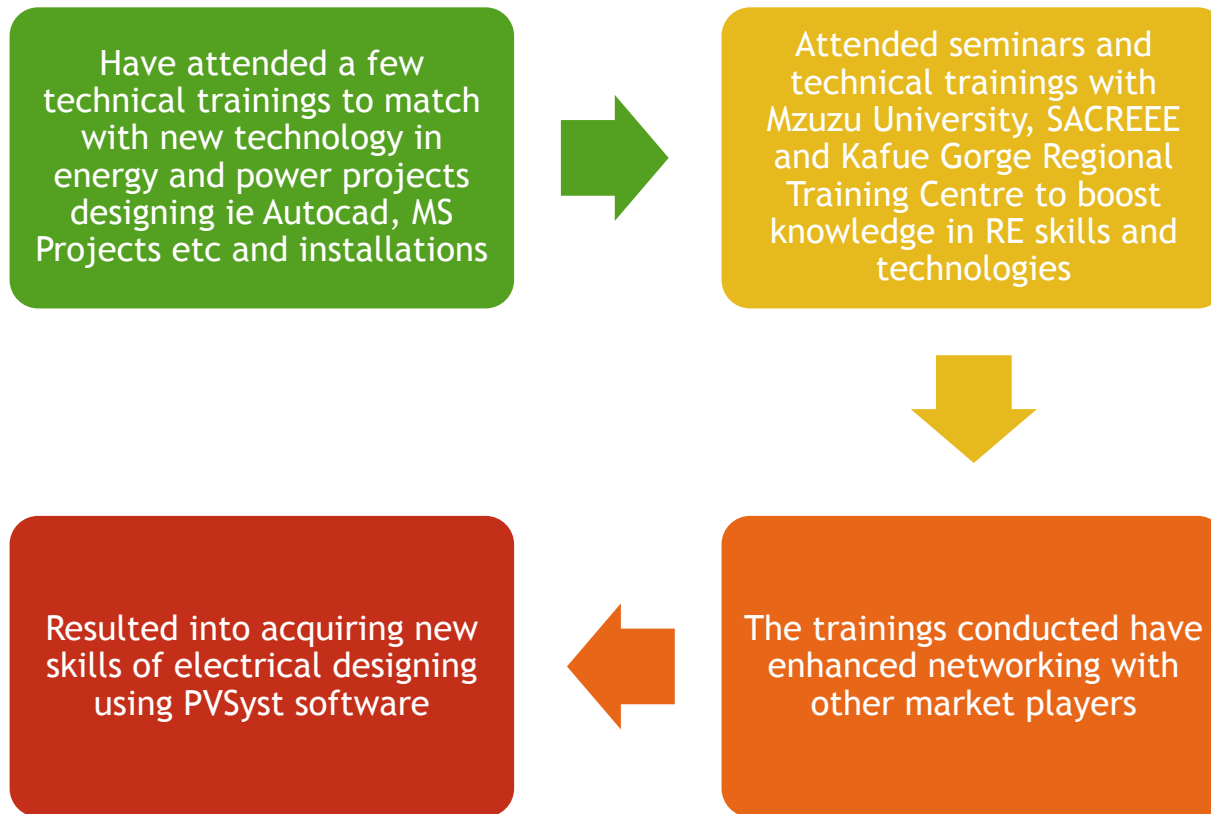 Have attended a few
technical trainings to match
with new technology in
energy and power projects
designing ie Autocad, MS
Projects etc and installations
Attended seminars and
technical trainings with
Mzuzu University, SACREEE
and Kafue Gorge Regional
Training Centre to boost
knowledge in RE skills and
technologies
The trainings conducted have
enhanced networking with
other market players
Resulted into acquiring new
skills of electrical designing
using PVSyst software